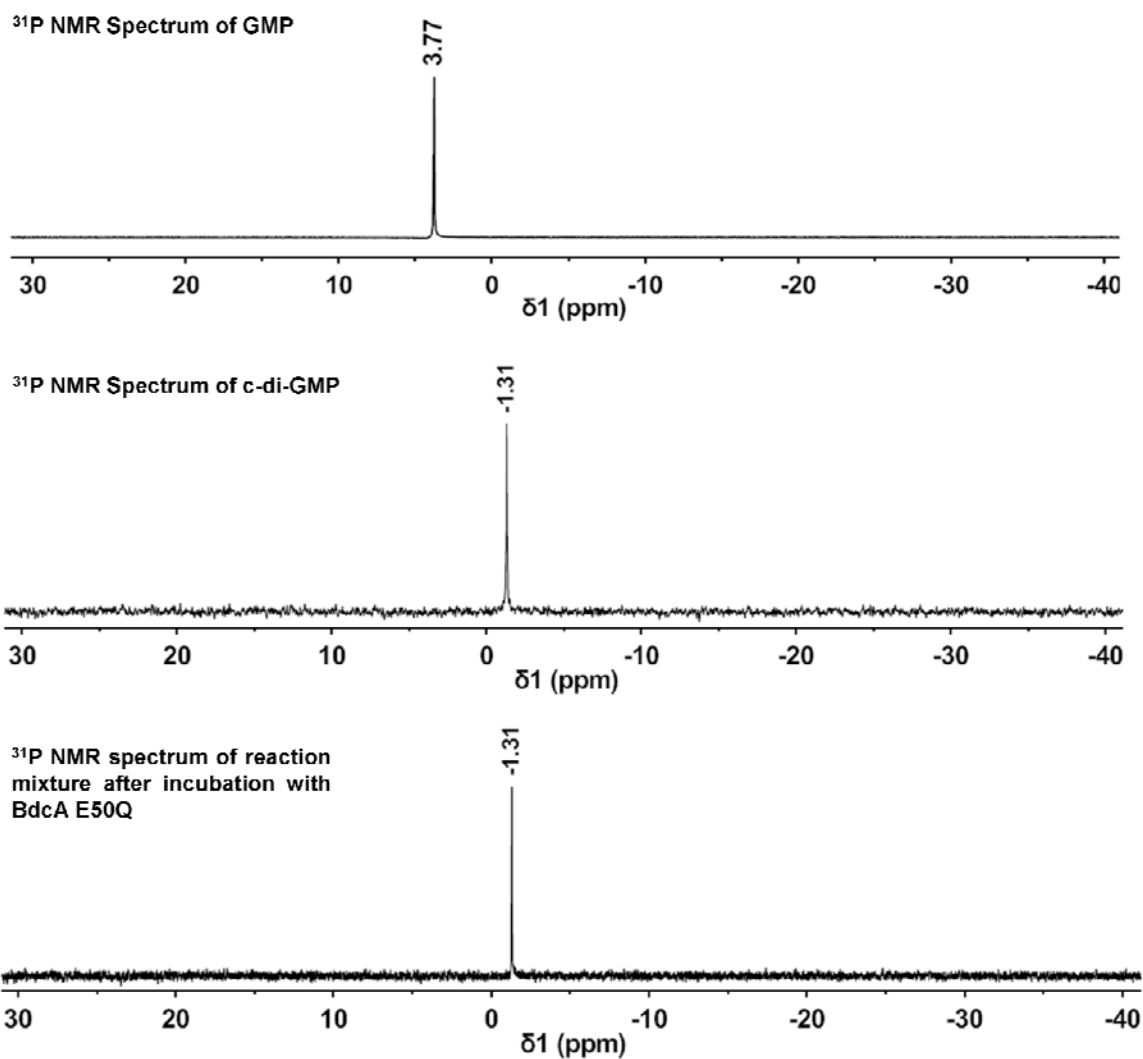 ³¹P NMR Spectrum of GMP
3.77
30 20 10 0 -10 -20 -30 -40
δ1 (ppm)
³¹P NMR Spectrum of c-di-GMP
-1.31
30 20 10 0 -10 -20 -30 -40
δ1 (ppm)
³¹P NMR spectrum of reaction
mixture after incubation with
BdcA E50Q
-1.31
30 20 10 0 -10 -20 -30 -40
δ1 (ppm)